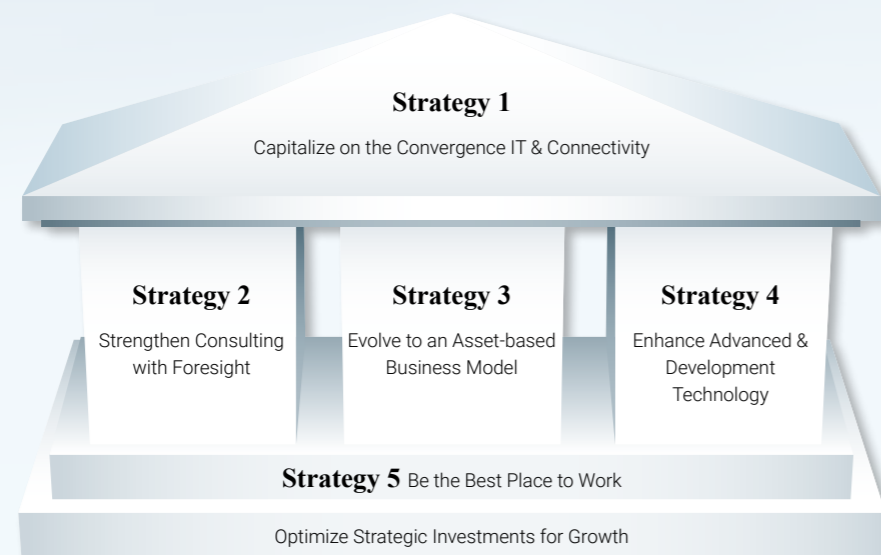 Strategy 1
Capitalize on the Convergence IT & Connectivity
Strategy 2
Strengthen Consulting
with Foresight
Strategy 3
Evolve to an Asset-based
Business Model
Strategy 4
Enhance Advanced &
Development
Technology
Strategy 5 Be the Best Place to Work
Optimize Strategic Investments for Growth